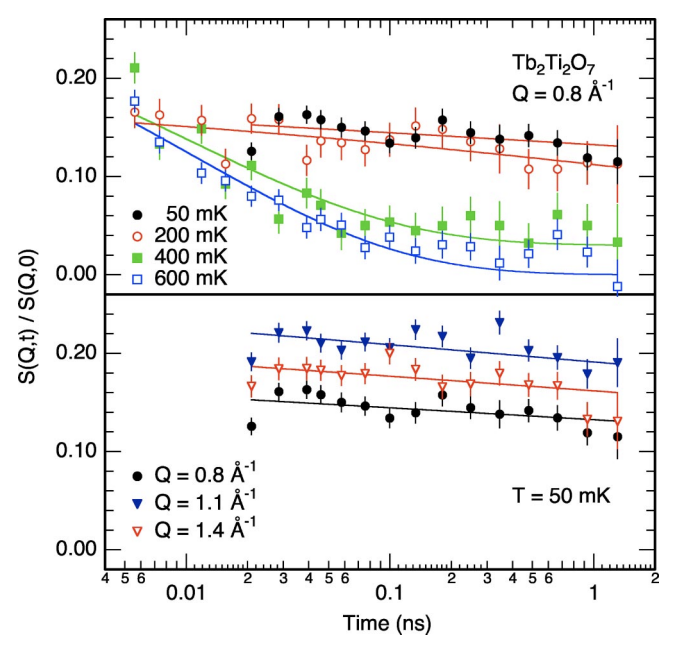 Tb₂Ti₂O₇
Q = 0.8 Å⁻¹
0.20
0.10
0.00
50 mK
200 mK
400 mK
600 mK
S(Q,t) / S(Q,0)
0.20
0.10
0.00
Q = 0.8 Å⁻¹
Q = 1.1 Å⁻¹
Q = 1.4 Å⁻¹
T = 50 mK
4 5 6 2 3 4 5 6 2 3 4 5 6 2
0.01 0.1 1
Time (ns)